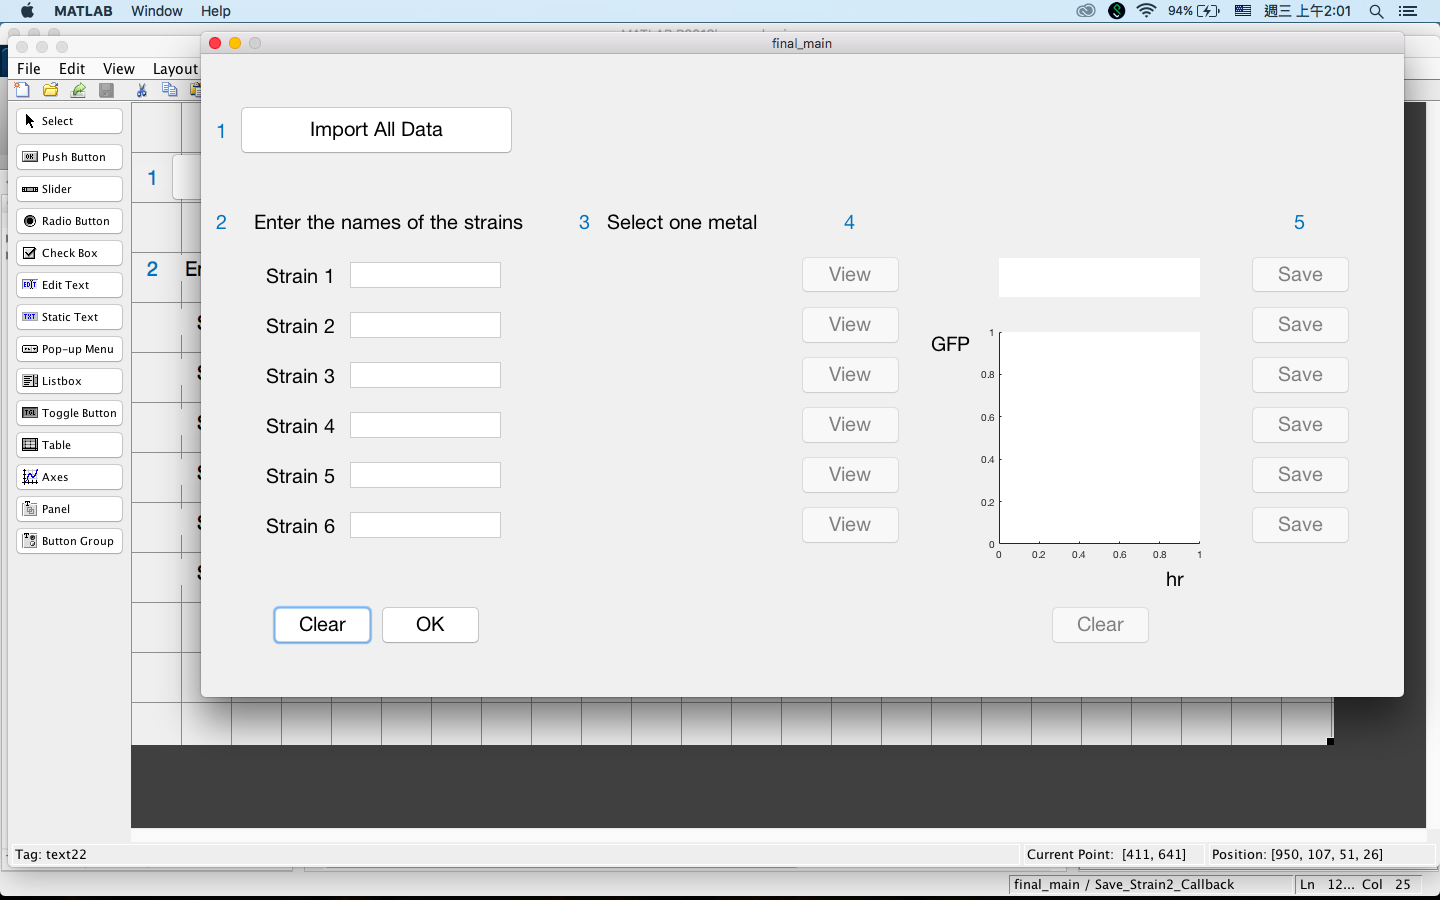 MATLAB Window Help 94% 週三 上午2:01
final_main
File Edit View Layout
Select
Push Button
Slider
Radio Button
Check Box
Edit Text
Static Text
Pop-up Menu
Listbox
Toggle Button
Table
Axes
Panel
Button Group
1
2
1 Import All Data
2 Enter the names of the strains 3 Select one metal 4 5
Strain 1 View Save
Strain 2 View Save
Strain 3 View Save
Strain 4 View Save
Strain 5 View Save
Strain 6 View Save
GFP
1
0.8
0.6
0.4
0.2
0
0 0.2 0.4 0.6 0.8 1
hr
Clear OK Clear
Tag: text22 Current Point: [411, 641] Position: [950, 107, 51, 26]
final_main / Save_Strain2_Callback Ln 12... Col 25